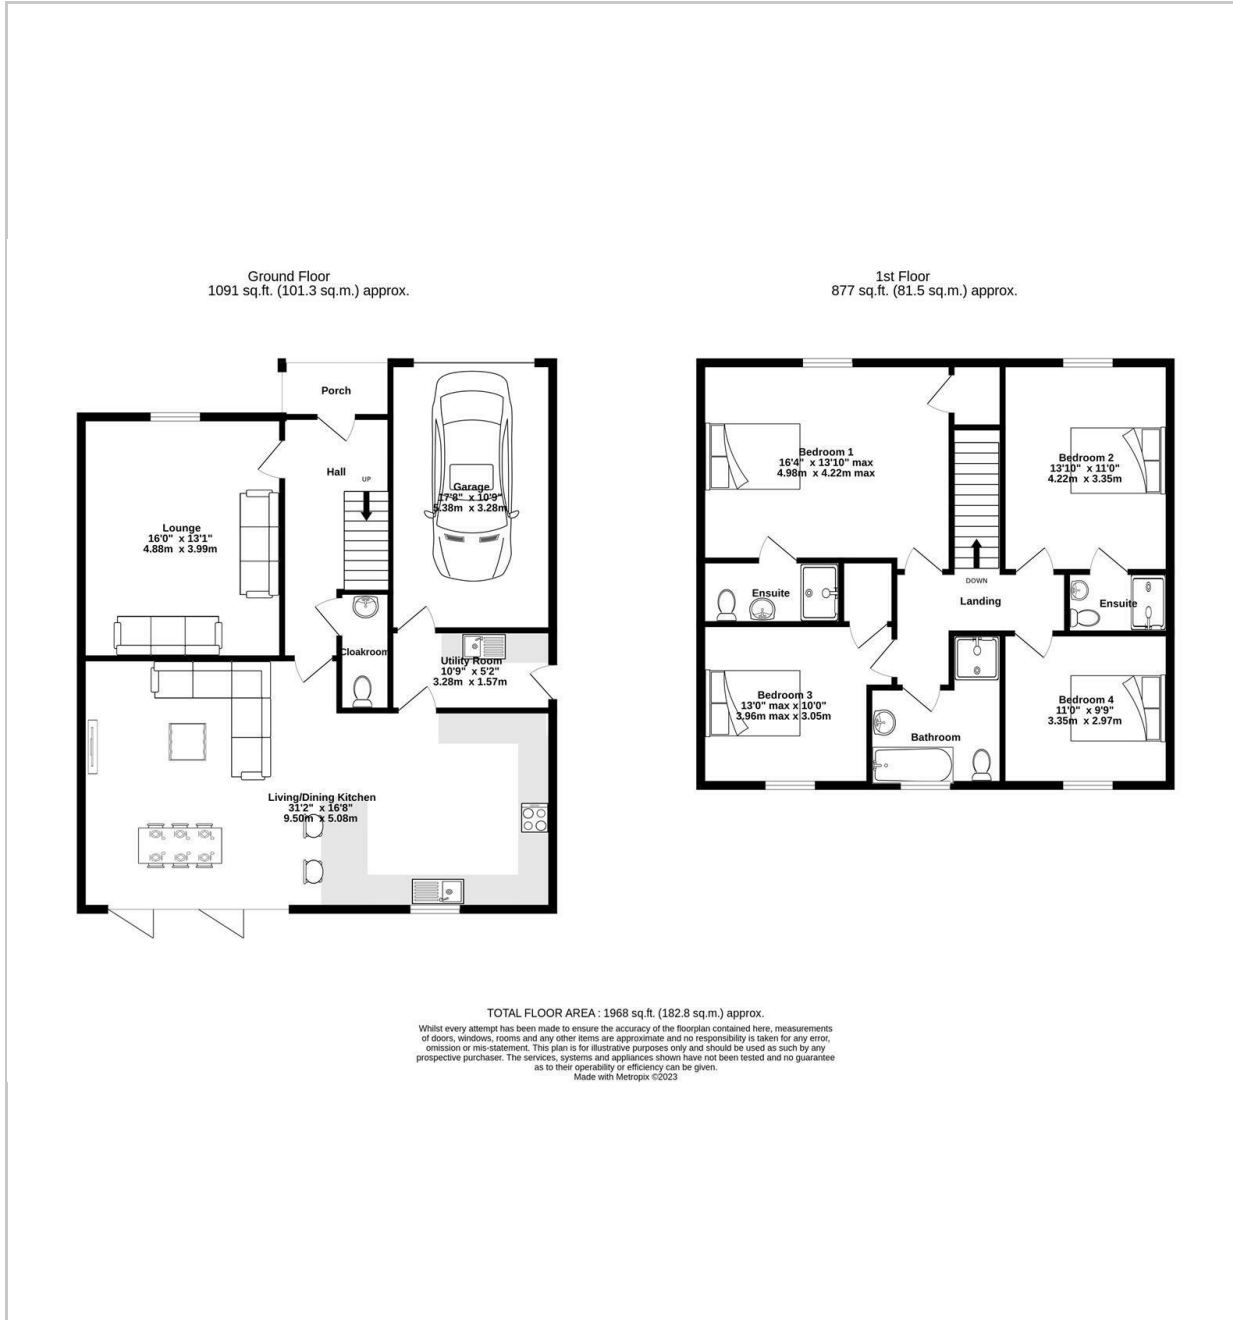 Ground Floor
1091 sq.ft. (101.3 sq.m.) approx.
Porch
Hall
UP
Garage
17'8" x 10'9"
5.38m x 3.28m
Lounge
16'0" x 13'1"
4.88m x 3.99m
Cloakroom
Utility Room
10'9" x 5'2"
3.28m x 1.57m
Living/Dining Kitchen
31'2" x 16'8"
9.50m x 5.08m
1st Floor
877 sq.ft. (81.5 sq.m.) approx.
Bedroom 1
16'4" x 13'10" max
4.98m x 4.22m max
Bedroom 2
13'10" x 11'0"
4.22m x 3.35m
DOWN
Landing
Ensuite
Ensuite
Bedroom 3
13'0" max x 10'0"
3.96m max x 3.05m
Bathroom
Bedroom 4
11'0" x 9'9"
3.35m x 2.97m
TOTAL FLOOR AREA : 1968 sq.ft. (182.8 sq.m.) approx.
Whilst every attempt has been made to ensure the accuracy of the floorplan contained here, measurements
of doors, windows, rooms and any other items are approximate and no responsibility is taken for any error,
omission or mis-statement. This plan is for illustrative purposes only and should be used as such by any
prospective purchaser. The services, systems and appliances shown have not been tested and no guarantee
as to their operability or efficiency can be given.
Made with Metropix ©2023